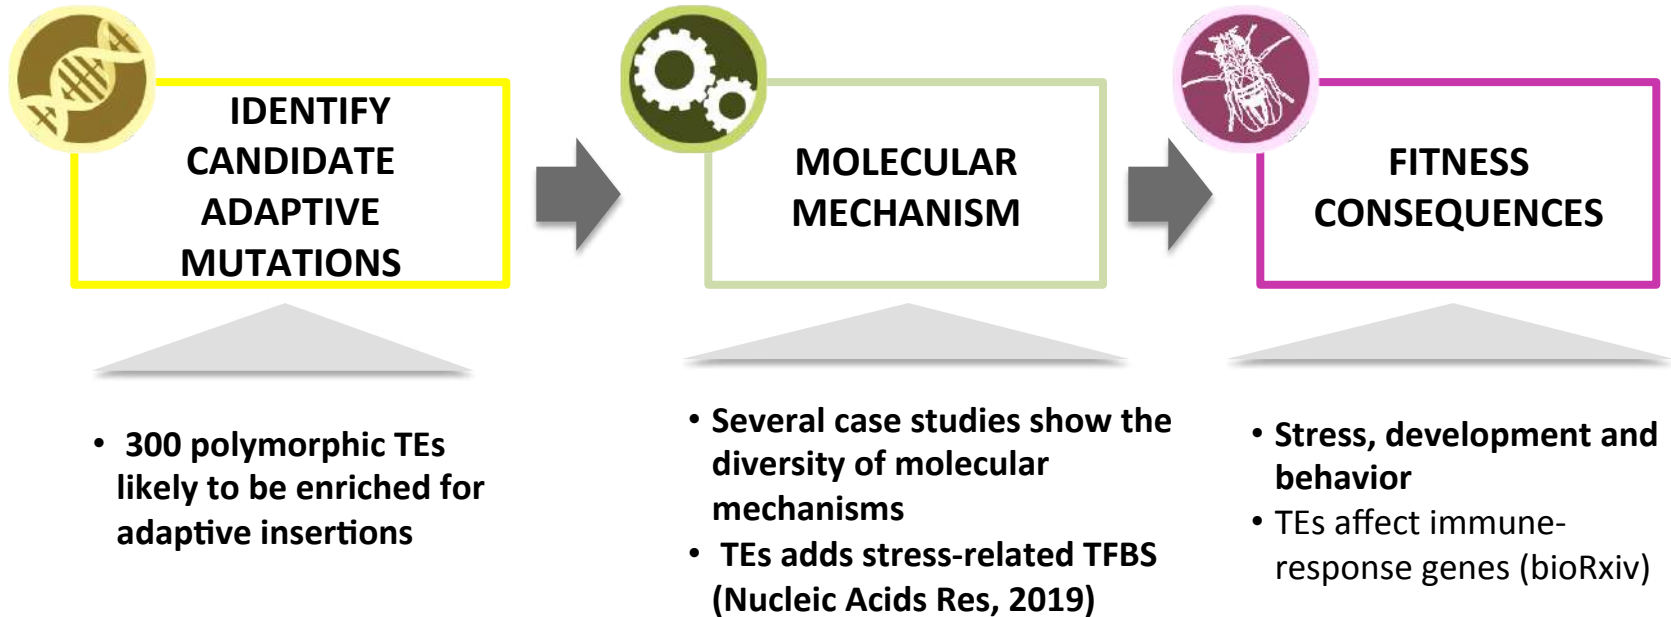 IDENTIFY
CANDIDATE
ADAPTIVE
MUTATIONS
MOLECULAR
MECHANISM
FITNESS
CONSEQUENCES
• 300 polymorphic TEs
likely to be enriched for
adaptive insertions
• Several case studies show the
diversity of molecular
mechanisms
• TEs adds stress-related TFBS
(Nucleic Acids Res, 2019)
• Stress, development and
behavior
• TEs affect immune-
response genes (bioRxiv)